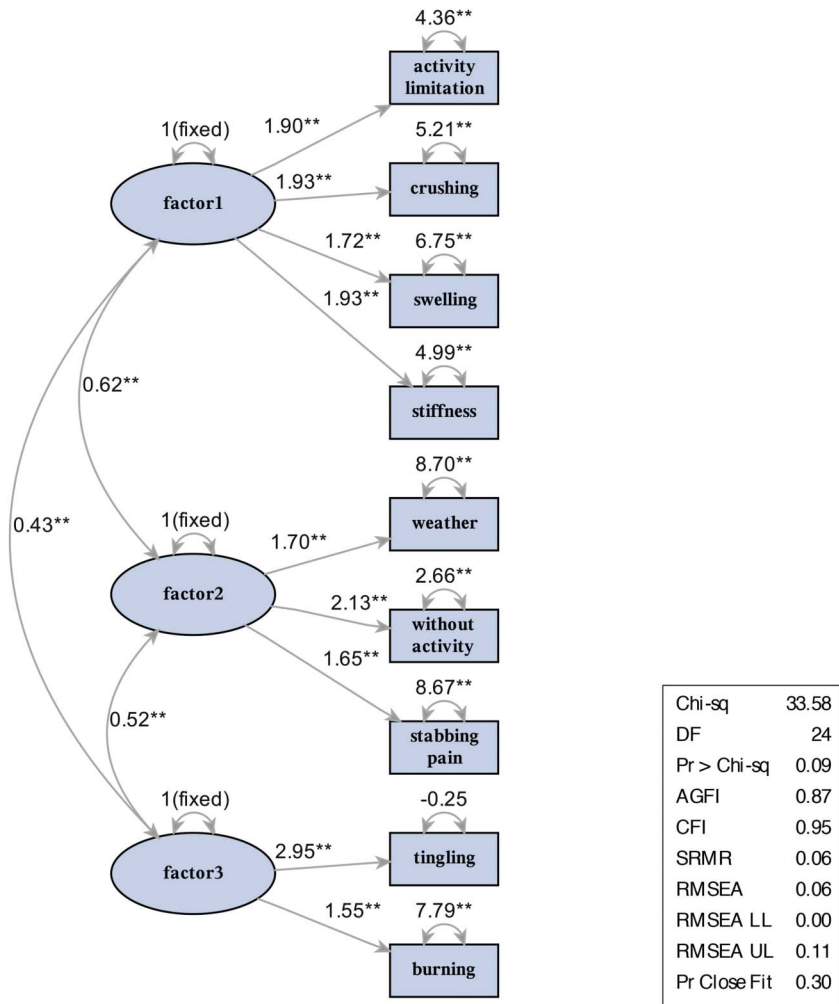 4.36**
activity
limitation
1(fixed)
1.90**
5.21**
factor1
1.93**
crushing
1.72**
6.75**
1.93**
swelling
4.99**
0.62**
stiffness
8.70**
0.43**
1(fixed)
1.70**
weather
factor2
2.13**
2.66**
without
activity
1.65**
8.67**
0.52**
stabbing
pain
1(fixed)
-0.25
factor3
2.95**
tingling
1.55**
7.79**
burning
Chi-sq 33.58
DF 24
Pr > Chi-sq 0.09
AGFI 0.87
CFI 0.95
SRMR 0.06
RMSEA 0.06
RMSEA LL 0.00
RMSEA UL 0.11
Pr Close Fit 0.30